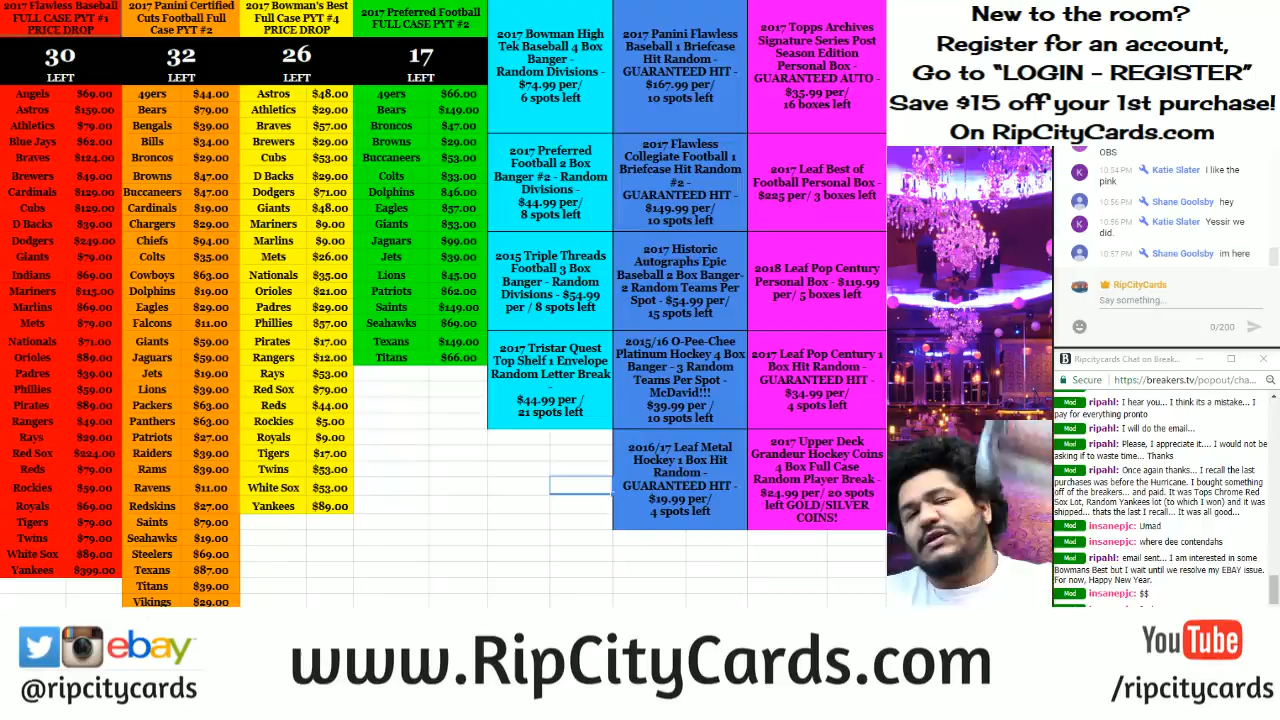 2017 Flawless Baseball
FULL CASE PYT #1
PRICE DROP
30
LEFT
Angels $69.00
Astros $159.00
Athletics $79.00
Blue Jays $62.00
Braves $124.00
Brewers $49.00
Cardinals $129.00
Cubs $129.00
D Backs $39.00
Dodgers $249.00
Giants $79.00
Indians $69.00
Mariners $115.00
Marlins $69.00
Mets $79.00
Nationals $71.00
Orioles $89.00
Padres $39.00
Phillies $59.00
Pirates $89.00
Rangers $49.00
Rays $29.00
Red Sox $224.00
Reds $79.00
Rockies $59.00
Royals $69.00
Tigers $79.00
Twins $79.00
White Sox $89.00
Yankees $399.00
2017 Panini Certified
Cuts Football Full
Case PYT #2
32
LEFT
49ers $44.00
Bears $79.00
Bengals $39.00
Bills $34.00
Broncos $29.00
Browns $47.00
Buccaneers $47.00
Cardinals $19.00
Chargers $29.00
Chiefs $94.00
Colts $35.00
Cowboys $63.00
Dolphins $19.00
Eagles $29.00
Falcons $11.00
Giants $59.00
Jaguars $59.00
Jets $19.00
Lions $39.00
Packers $63.00
Panthers $63.00
Patriots $27.00
Raiders $39.00
Rams $39.00
Ravens $11.00
Redskins $27.00
Saints $79.00
Seahawks $19.00
Steelers $69.00
Texans $87.00
Titans $39.00
Vikings $29.00
2017 Bowman's Best
Full Case PYT #4
PRICE DROP
26
LEFT
Astros $48.00
Athletics $29.00
Braves $57.00
Brewers $29.00
Cubs $53.00
D Backs $29.00
Dodgers $71.00
Giants $48.00
Mariners $9.00
Marlins $9.00
Mets $26.00
Nationals $35.00
Orioles $21.00
Padres $29.00
Phillies $57.00
Pirates $17.00
Rangers $12.00
Rays $53.00
Red Sox $79.00
Reds $44.00
Rockies $5.00
Royals $9.00
Tigers $17.00
Twins $53.00
White Sox $53.00
Yankees $89.00
2017 Preferred Football
FULL CASE PYT #2
17
LEFT
49ers $66.00
Bears $149.00
Broncos $47.00
Browns $29.00
Buccaneers $53.00
Colts $33.00
Dolphins $46.00
Eagles $57.00
Giants $53.00
Jaguars $99.00
Jets $39.00
Lions $45.00
Patriots $62.00
Saints $149.00
Seahawks $69.00
Texans $149.00
Titans $66.00
2017 Bowman High
Tek Baseball 4 Box
Banger -
Random Divisions -
$74.99 per/
6 spots left
2017 Preferred
Football 2 Box
Banger #2 - Random
Divisions -
$44.99 per/
8 spots left
2015 Triple Threads
Football 3 Box
Banger - Random
Divisions - $54.99
per / 8 spots left
2017 Tristar Quest
Top Shelf 1 Envelope
Random Letter Break
-
$44.99 per /
21 spots left
2017 Panini Flawless
Baseball 1 Briefcase
Hit Random -
GUARANTEED HIT -
$167.99 per/
10 spots left
2017 Flawless
Collegiate Football 1
Briefcase Hit Random
#2 -
GUARANTEED HIT -
$149.99 per/
10 spots left
2017 Historic
Autographs Epic
Baseball 2 Box Banger-
2 Random Teams Per
Spot - $54.99 per/
15 spots left
2015/16 O-Pee-Chee
Platinum Hockey 4 Box
Banger - 3 Random
Teams Per Spot -
McDavid!!!
$39.99 per /
10 spots left
2016/17 Leaf Metal
Hockey 1 Box Hit
Random -
GUARANTEED HIT -
$19.99 per/
4 spots left
2017 Topps Archives
Signature Series Post
Season Edition
Personal Box -
GUARANTEED AUTO -
$35.99 per/
16 boxes left
2017 Leaf Best of
Football Personal Box -
$225 per/ 3 boxes left
2018 Leaf Pop Century
Personal Box - $119.99
per/ 5 boxes left
2017 Leaf Pop Century 1
Box Hit Random -
GUARANTEED HIT -
$34.99 per/
4 spots left
2017 Upper Deck
Grandeur Hockey Coins
4 Box Full Case
Random Player Break -
$24.99 per/ 20 spots
left GOLD/SILVER
COINS!
New to the room?
Register for an account,
Go to “LOGIN - REGISTER”
Save $15 off your 1st purchase!
On RipCityCards.com
OBS
10:54 PM Katie Slater I like the
pink
10:56 PM Shane Goolsby hey
10:56 PM Katie Slater Yessir we
did.
10:57 PM Shane Goolsby im here
RipCityCards
Say something...
0/200
Ripcitycards Chat on Break...
Secure https://breakers.tv/popout/cha...
Mod ripahl: I hear you... I think its a mistake... I
pay for everything pronto
Mod ripahl: I will do the email...
Mod ripahl: Please, I appreciate it.... I would not be
asking if to waste time... Thanks
Mod ripahl: Once again thanks... I recall the last
purchases was before the Hurricane. I bought something
off of the breakers... and paid. It was Tops Chrome Red
Sox Lot, Random Yankees lot (to which I won) and it was
shipped... thats the last I recall... It was all good...
Mod insanepjc: Umad
Mod insanepjc: where dee contendahs
Mod ripahl: email sent... I am interested in some
Bowmans Best but I wait until we resolve my EBAY issue.
For now, Happy New Year.
Mod insanepjc: $$
ebay
@ripcitycards
www.RipCityCards.com
YouTube
/ripcitycards